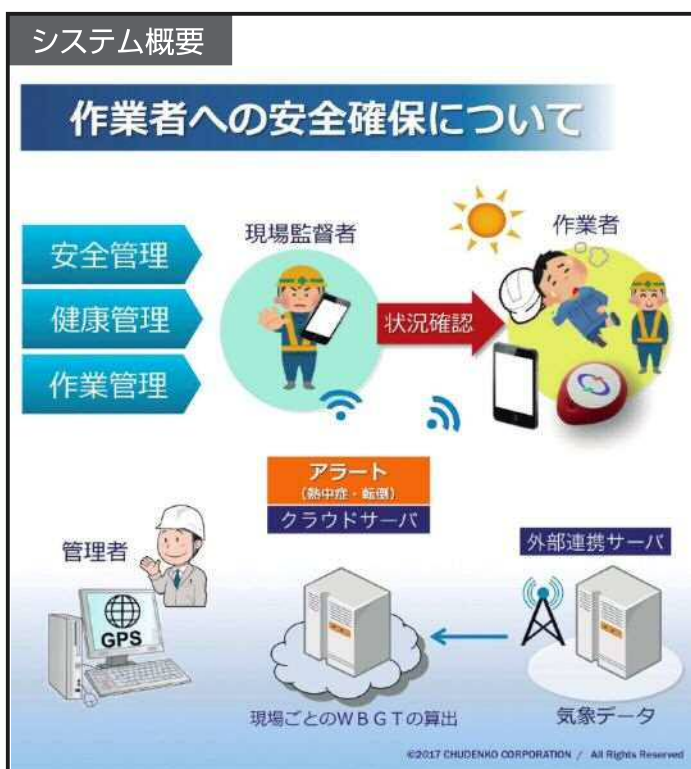 システム概要
作業者への安全確保について
安全管理
健康管理
作業管理
現場監督者
状況確認
作業者
アラート
(熱中症・転倒)
クラウドサーバ
管理者
GPS
外部連携サーバ
現場ごとのWBGTの算出
気象データ
©2017 CHUDENKO CORPORATION / All Rights Reserved